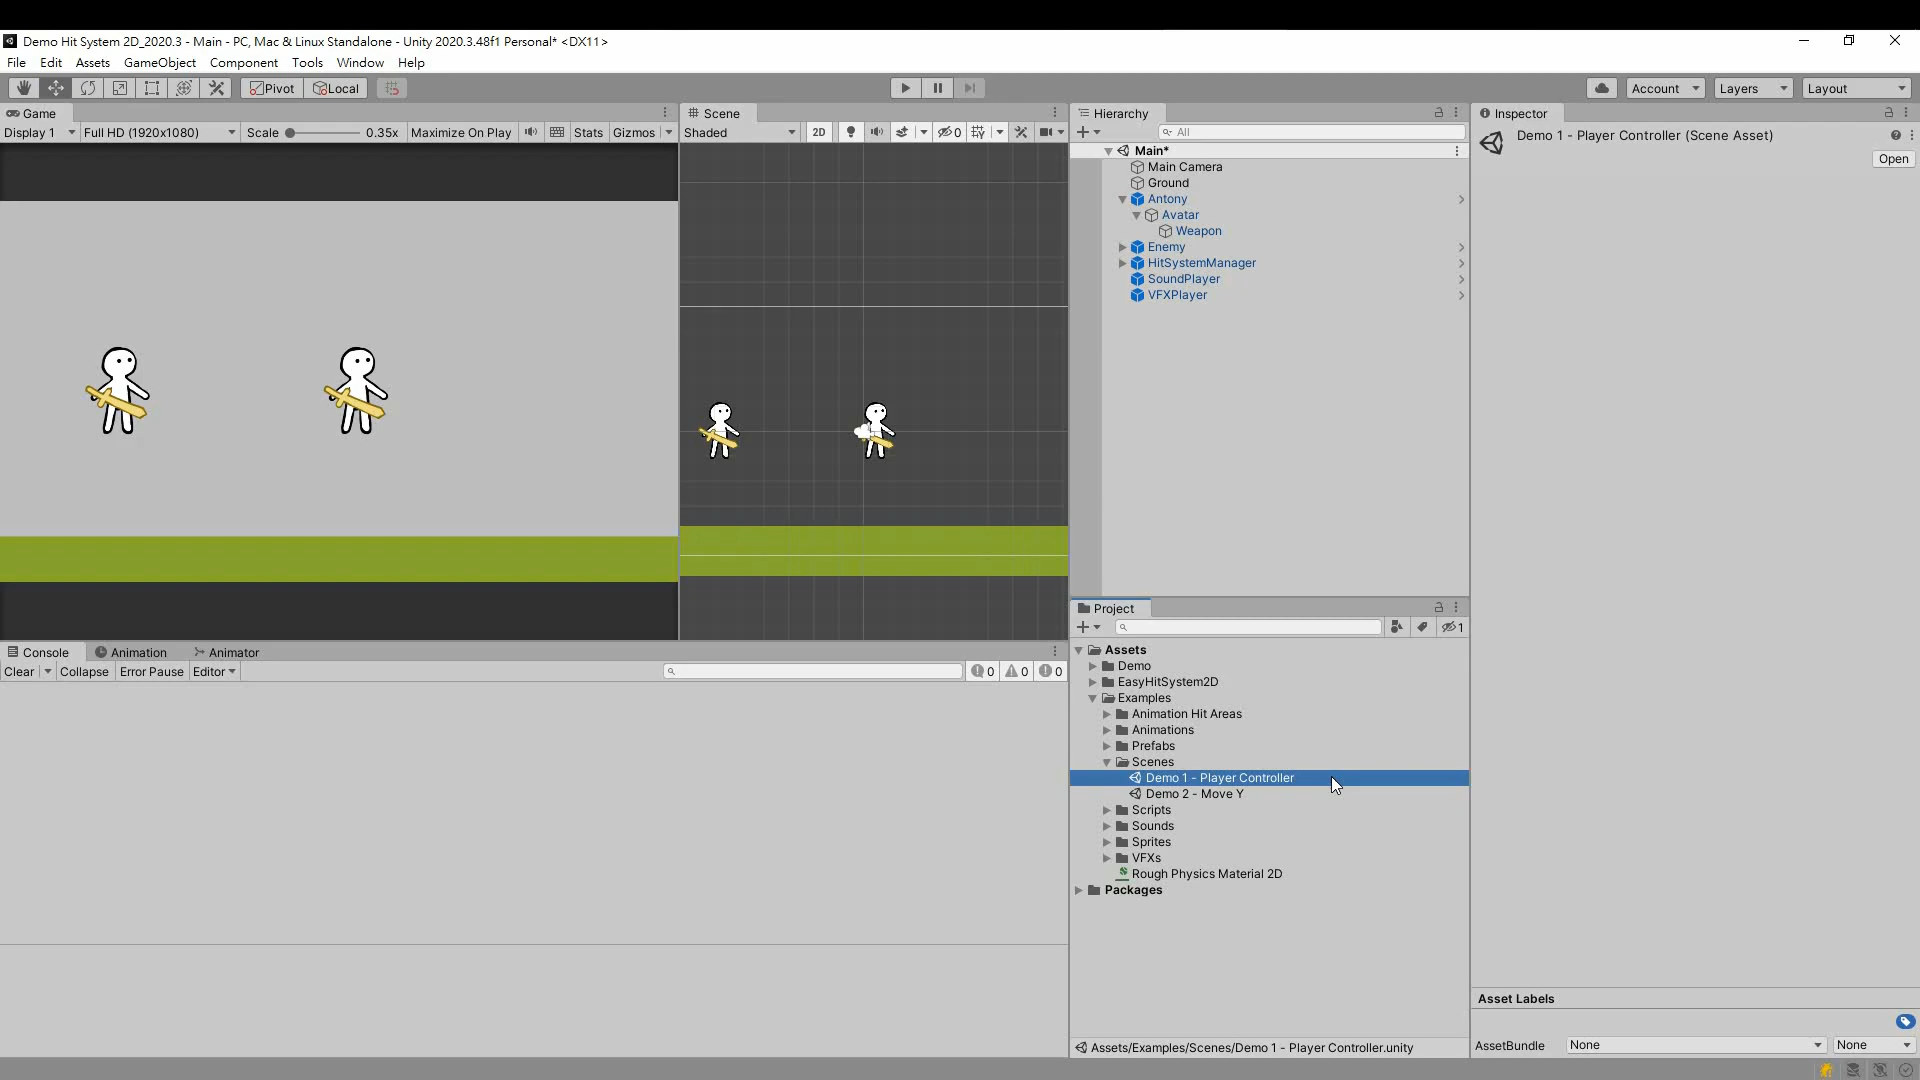 Demo Hit System 2D_2020.3 - Main - PC, Mac & Linux Standalone - Unity 2020.3.48f1 Personal* <DX11>
File Edit Assets GameObject Component Tools Window Help
Pivot Local Account Layers Layout
Game
Display 1 Full HD (1920x1080) Scale 0.35x Maximize On Play Stats Gizmos
Scene
Shaded 2D 0
Hierarchy
All
Main*
Main Camera
Ground
Antony
Avatar
Weapon
Enemy
HitSystemManager
SoundPlayer
VFXPlayer
Inspector
Demo 1 - Player Controller (Scene Asset)
Open
Console Animation Animator
Clear Collapse Error Pause Editor 0 0 0
Project
1
Assets
Demo
EasyHitSystem2D
Examples
Animation Hit Areas
Animations
Prefabs
Scenes
Demo 1 - Player Controller
Demo 2 - Move Y
Scripts
Sounds
Sprites
VFXs
Rough Physics Material 2D
Packages
Assets/Examples/Scenes/Demo 1 - Player Controller.unity
Asset Labels
AssetBundle None None